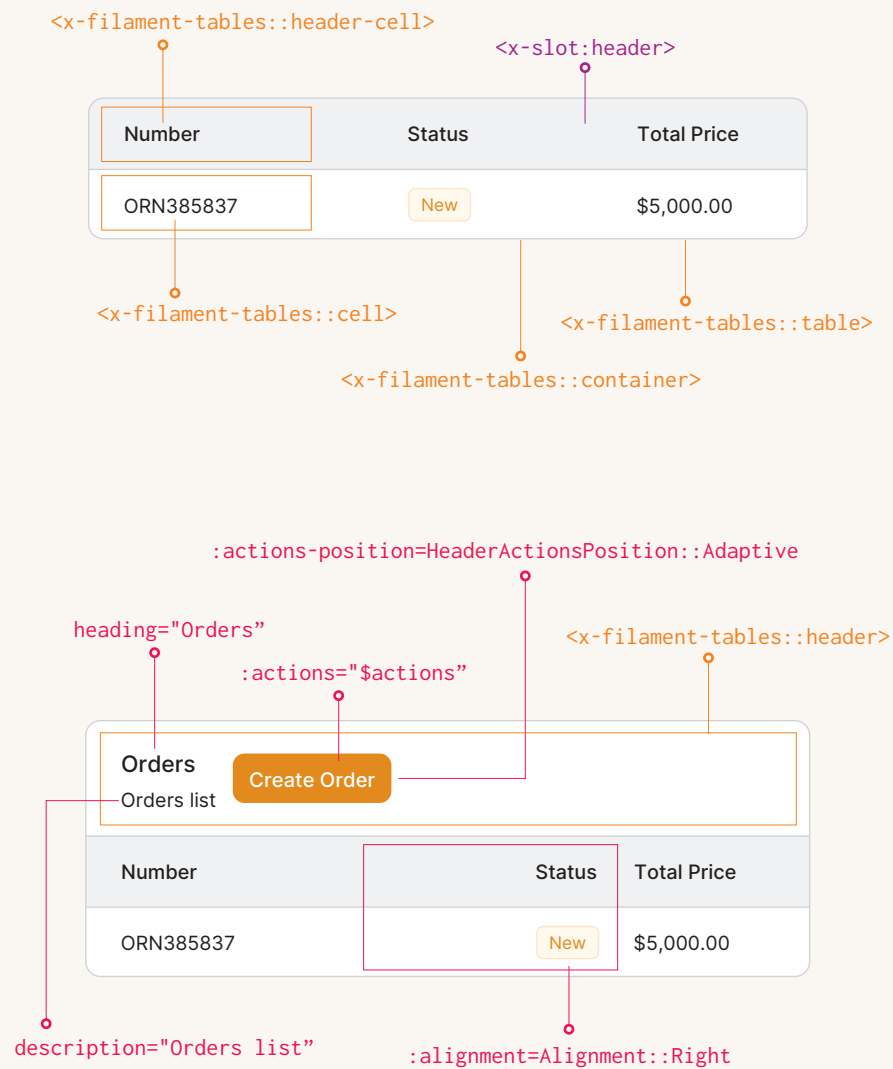 <x-filament-tables::header-cell>
<x-slot:header>
Number Status Total Price
ORN385837 New $5,000.00
<x-filament-tables::cell>
<x-filament-tables::table>
<x-filament-tables::container>
:actions-position=HeaderActionsPosition::Adaptive
heading="Orders”
<x-filament-tables::header>
:actions="$actions”
Orders
Create Order
Orders list
Number Status Total Price
ORN385837 New $5,000.00
description="Orders list”
:alignment=Alignment::Right